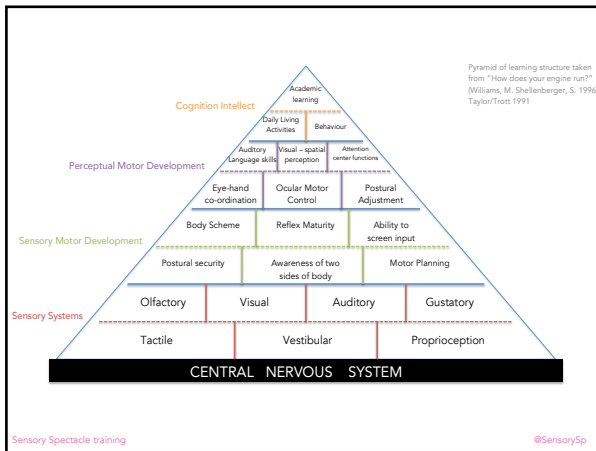 Pyramid of learning structure taken
from "How does your engine run?"
(Williams, M. Shellenberger, S. 1996
Taylor/Trott 1991
Academic
learning
Cognition Intellect
Daily Living
Activities
Behaviour
Auditory
Language skills
Visual – spatial
perception
Attention
center functions
Perceptual Motor Development
Eye-hand
co-ordination
Ocular Motor
Control
Postural
Adjustment
Body Scheme
Reflex Maturity
Ability to
screen input
Sensory Motor Development
Postural security
Awareness of two
sides of body
Motor Planning
Olfactory
Visual
Auditory
Gustatory
Sensory Systems
Tactile
Vestibular
Proprioception
CENTRAL NERVOUS SYSTEM
Sensory Spectacle training
@SensorySp